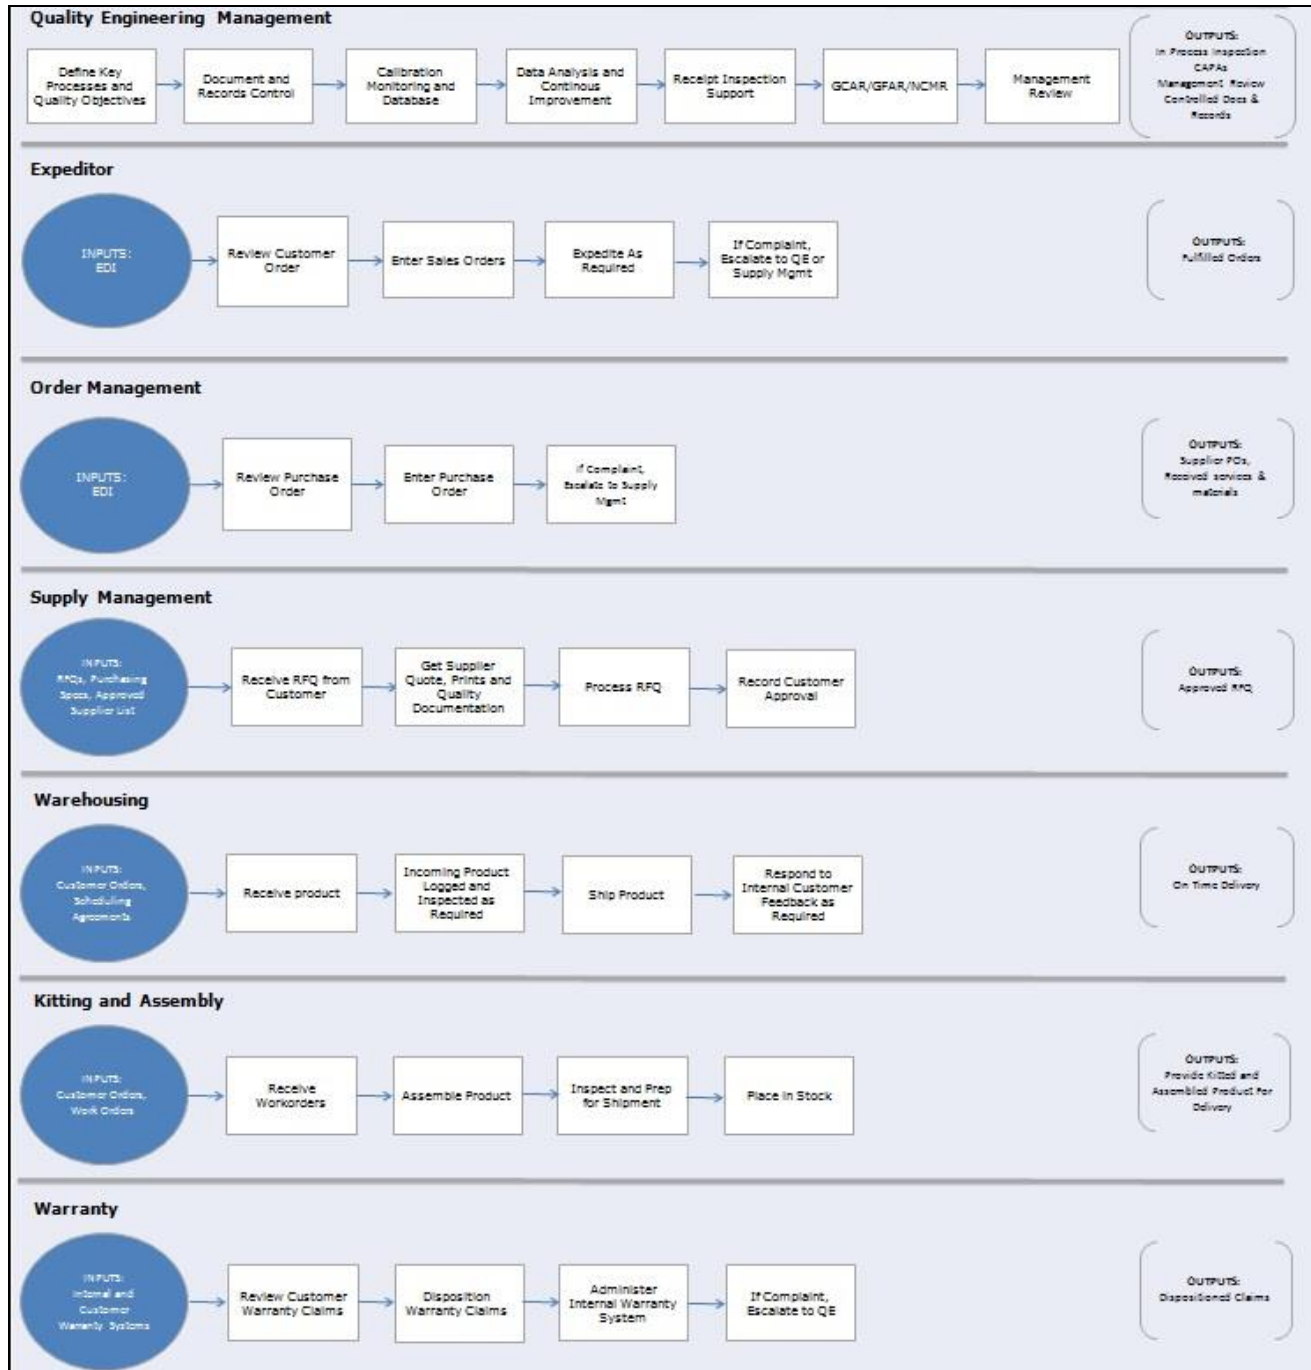 Quality Engineering Management
Define Key
Processes and
Quality Objectives
Document and
Records Control
Calibration
Monitoring and
Database
Data Analysis and
Continous
Improvement
Receipt Inspection
Support
GCAR/GFAR/NCMR
Management
Review
OUTPUTS:
In Process Inspection
CAPAs
Management Review
Controlled Docs &
Records
Expeditor
INPUTS:
EDI
Review Customer
Order
Enter Sales Orders
Expedite As
Required
If Complaint,
Escalate to QE or
Supply Mgmt
OUTPUTS:
Fulfilled Orders
Order Management
INPUTS:
EDI
Review Purchase
Order
Enter Purchase
Order
If Complaint,
Escalate to Supply
Mgmt
OUTPUTS:
Supplier POs,
Received services &
materials
Supply Management
INPUTS:
RFQs, Purchasing
Specs, Approved
Supplier List
Receive RFQ from
Customer
Get Supplier
Quote, Prints and
Quality
Documentation
Process RFQ
Record Customer
Approval
OUTPUTS:
Approved RFQ
Warehousing
INPUTS:
Customer Orders,
Scheduling
Agreements
Receive product
Incoming Product
Logged and
Inspected as
Required
Ship Product
Respond to
Internal Customer
Feedback as
Required
OUTPUTS:
On Time Delivery
Kitting and Assembly
INPUTS:
Customer Orders,
Work Orders
Receive
Workorders
Assemble Product
Inspect and Prep
for Shipment
Place in Stock
OUTPUTS:
Provide Kitted and
Assembled Product For
Delivery
Warranty
INPUTS:
Internal and
Customer
Warranty Systems
Review Customer
Warranty Claims
Disposition
Warranty Claims
Administer
Internal Warranty
System
If Complaint,
Escalate to QE
OUTPUTS:
Dispositioned Claims